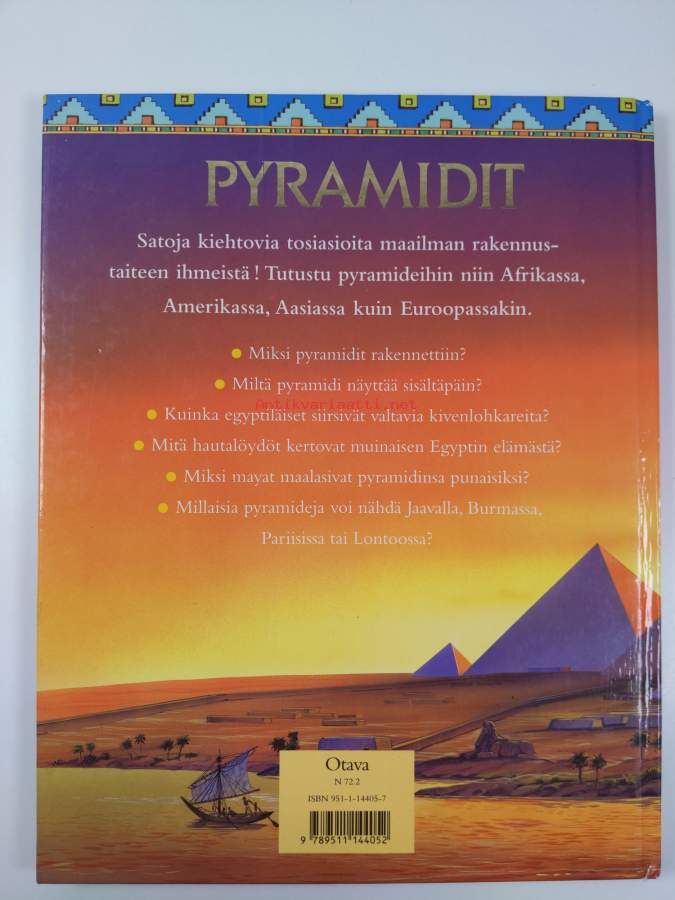 PYRAMIDIT
Satoja kiehtovia tosiasioita maailman rakennus-
taiteen ihmeistä! Tutustu pyramideihin niin Afrikassa,
Amerikassa, Aasiassa kuin Euroopassakin.
Miksi pyramidit rakennettiin?
Miltä pyramidi näyttää sisältäpäin?
Antikvariaatti.net
Kuinka egyptiläiset siirsivät valtavia kivenlohkareita?
Mitä hautalöydöt kertovat muinaisen Egyptin elämästä?
Miksi mayat maalasivat pyramidinsa punaisiksi?
Millaisia pyramideja voi nähdä Jaavalla, Burmassa,
Pariisissa tai Lontoossa?
Otava
N 72.2
ISBN 951-1-14405-7
9 789511 144052